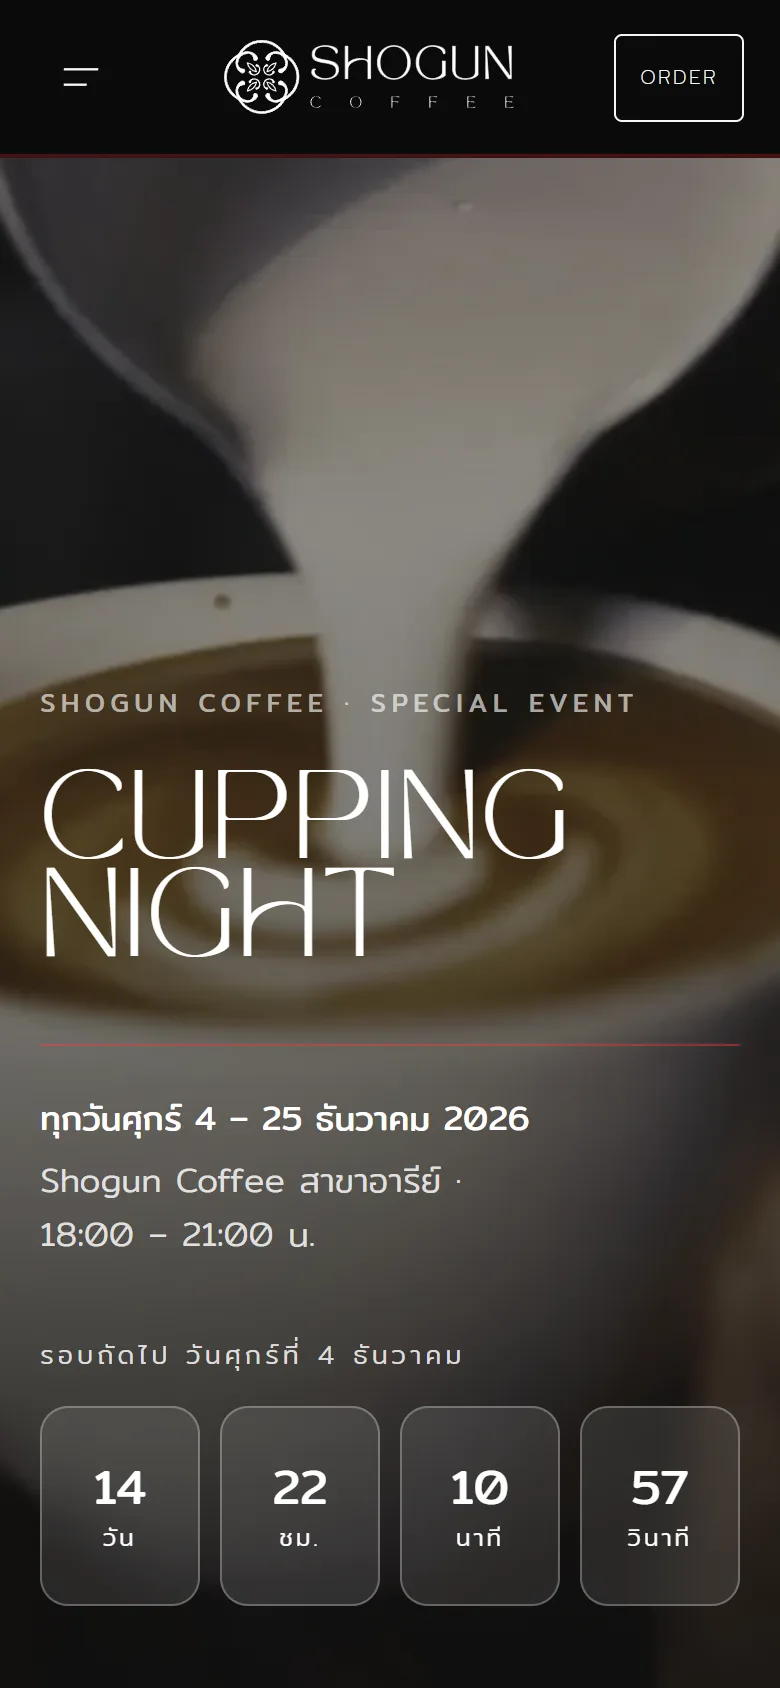 SHOGUN
COFFEE
ORDER
SHOGUN COFFEE · SPECIAL EVENT
CUPPING
NIGHT
ทุกวันศุกร์ 4 – 25 ธันวาคม 2026
Shogun Coffee สาขาอารีย์ ·
18:00 – 21:00 น.
รอบถัดไป วันศุกร์ที่ 4 ธันวาคม
14 22 10 57
วัน ชม. นาที วินาที